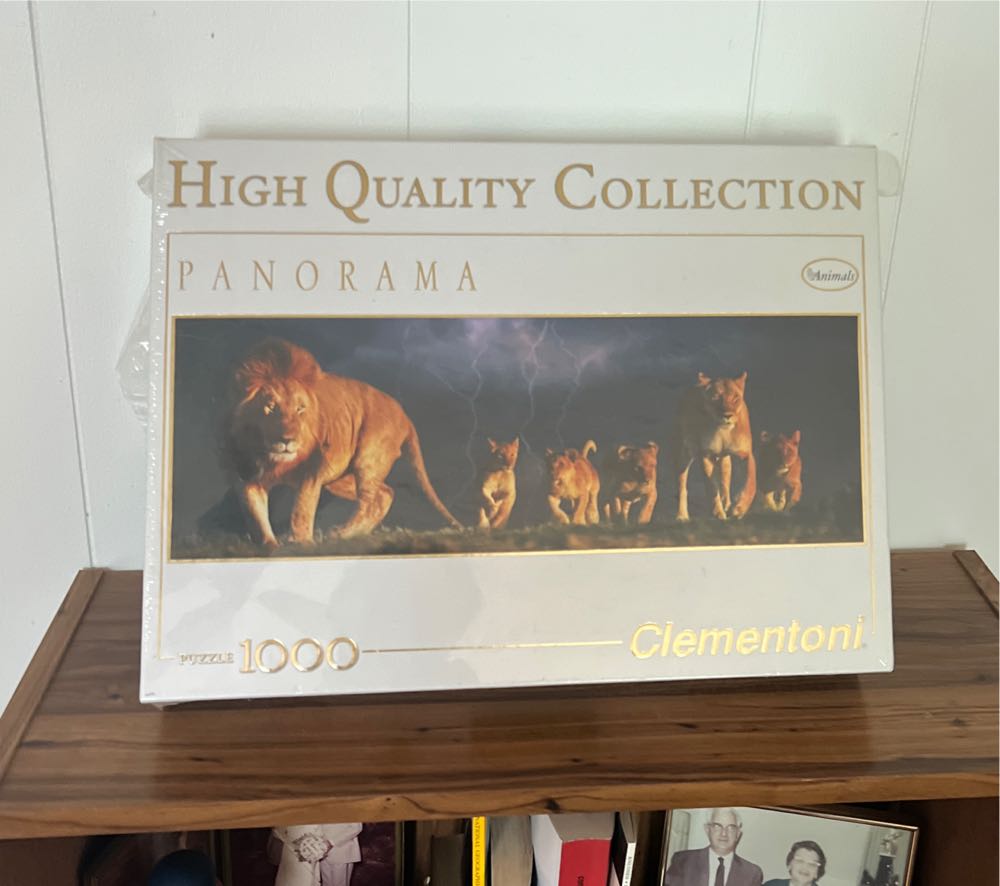 HIGH QUALITY COLLECTION
PANORAMA
Animals
PUZZLE 1000
Clementoni